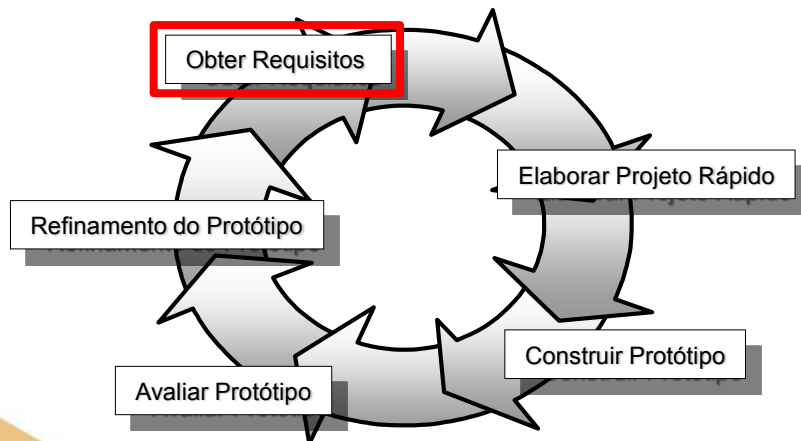 Obter Requisitos
Elaborar Projeto Rápido
Refinamento do Protótipo
Construir Protótipo
Avaliar Protótipo